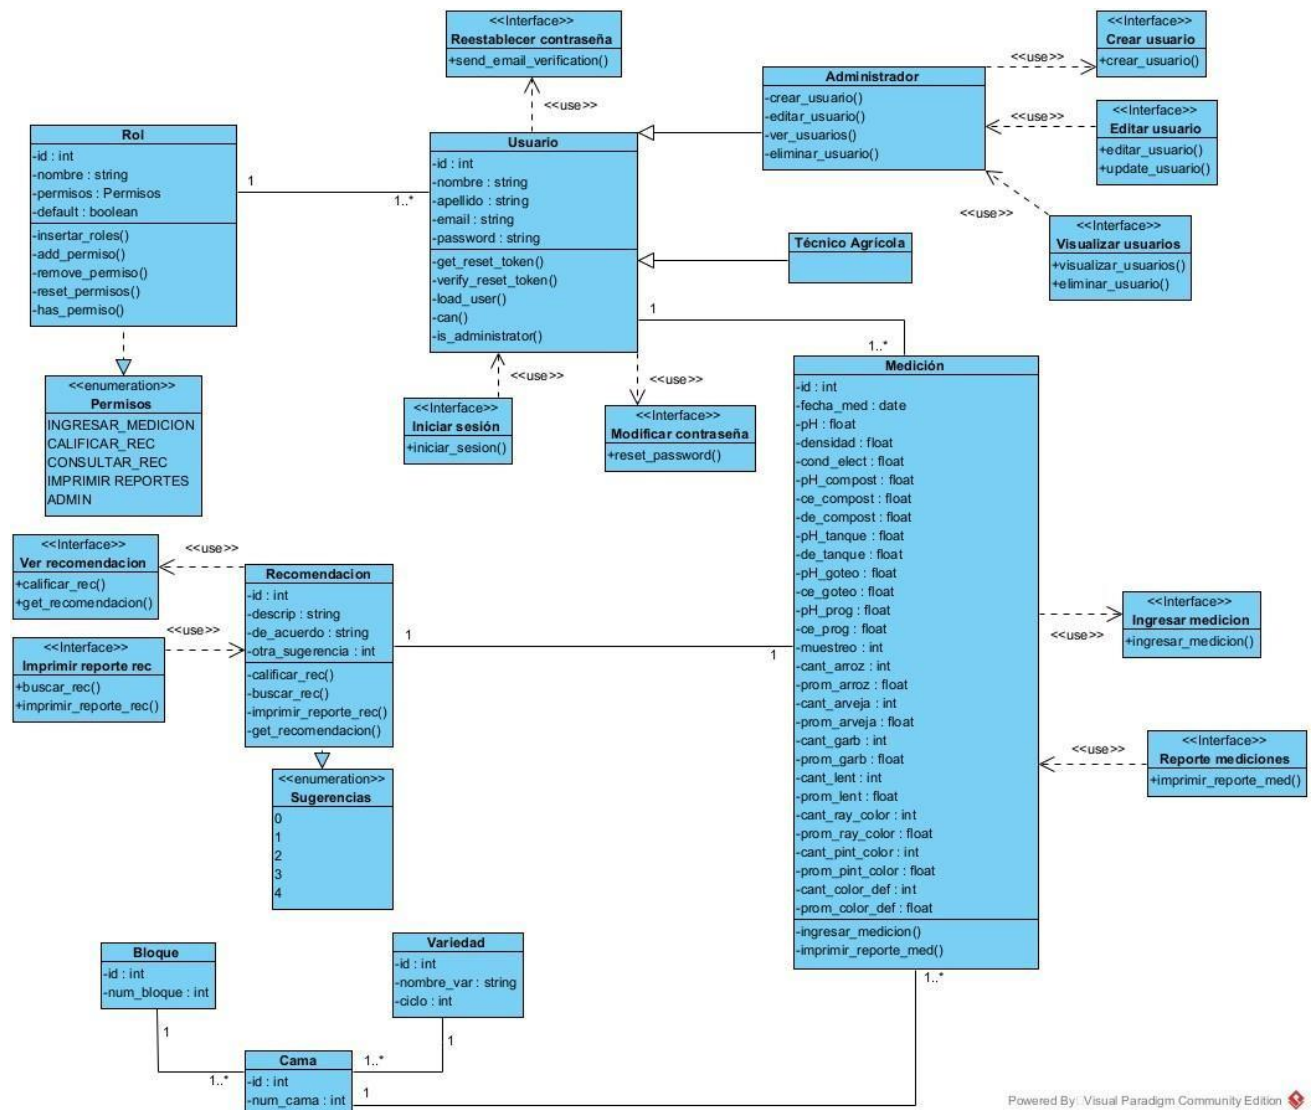 <<Interface>>
Reestablecer contraseña
+send_email_verification()
<<use>>
<<Interface>>
Crear usuario
+crear_usuario()
<<use>>
Administrador
-crear_usuario()
-editar_usuario()
-ver_usuarios()
-eliminar_usuario()
<<use>>
<<Interface>>
Editar usuario
+editar_usuario()
+update_usuario()
<<use>>
<<Interface>>
Visualizar usuarios
+visualizar_usuarios()
+eliminar_usuario()
Rol
-id : int
-nombre : string
-permisos : Permisos
-default : boolean
-insertar_roles()
-add_permiso()
-remove_permiso()
-reset_permisos()
-has_permiso()
1
1..*
Usuario
-id : int
-nombre : string
-apellido : string
-email : string
-password : string
-get_reset_token()
-verify_reset_token()
-load_user()
-can()
-is_administrator()
Técnico Agrícola
1
1..*
<<enumeration>>
Permisos
INGRESAR_MEDICION
CALIFICAR_REC
CONSULTAR_REC
IMPRIMIR REPORTES
ADMIN
<<use>>
<<Interface>>
Iniciar sesión
+iniciar_sesion()
<<use>>
<<Interface>>
Modificar contraseña
+reset_password()
Medición
-id : int
-fecha_med : date
-pH : float
-densidad : float
-cond_elect : float
-pH_compost : float
-ce_compost : float
-de_compost : float
-pH_tanque : float
-de_tanque : float
-pH_goteo : float
-ce_goteo : float
-pH_prog : float
-ce_prog : float
-muestreo : int
-cant_arroz : int
-prom_arroz : float
-cant_arveja : int
-prom_arveja : float
-cant_garb : int
-prom_garb : float
-cant_lent : int
-prom_lent : float
-cant_ray_color : int
-prom_ray_color : float
-cant_pint_color : int
-prom_pint_color : float
-cant_color_def : int
-prom_color_def : float
-ingresar_medicion()
-imprimir_reporte_med()
<<Interface>>
Ver recomendacion
+calificar_rec()
+get_recomendacion()
<<use>>
<<use>>
<<Interface>>
Imprimir reporte rec
+buscar_rec()
+imprimir_reporte_rec()
Recomendacion
-id : int
-descrip : string
-de_acuerdo : string
-otra_sugerencia : int
-calificar_rec()
-buscar_rec()
-imprimir_reporte_rec()
-get_recomendacion()
1
1
<<use>>
<<Interface>>
Ingresar medicion
+ingresar_medicion()
<<use>>
<<Interface>>
Reporte mediciones
+imprimir_reporte_med()
<<enumeration>>
Sugerencias
0
1
2
3
4
Bloque
-id : int
-num_bloque : int
1
1..*
Variedad
-id : int
-nombre_var : string
-ciclo : int
1
1..*
Cama
-id : int
-num_cama : int
1
1..*
Powered By: Visual Paradigm Community Edition